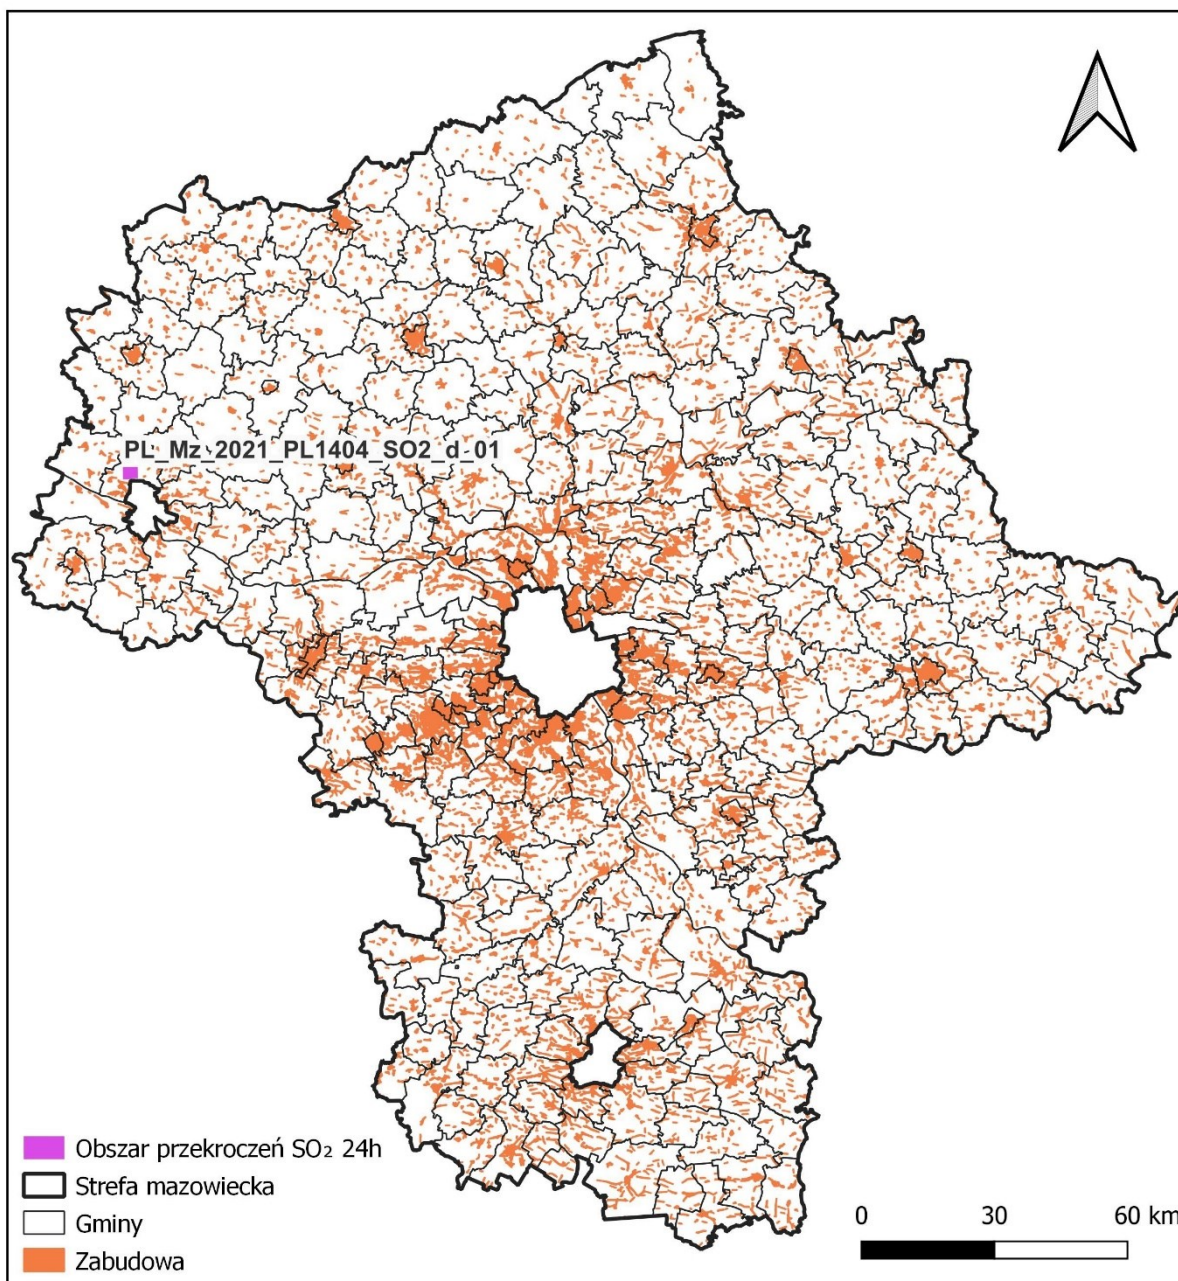 PL_Mz_2021_PL1404_SO2_d_01
Obszar przekroczeń SO₂ 24h
Strefa mazowiecka
Gminy
Zabudowa
0 30 60 km